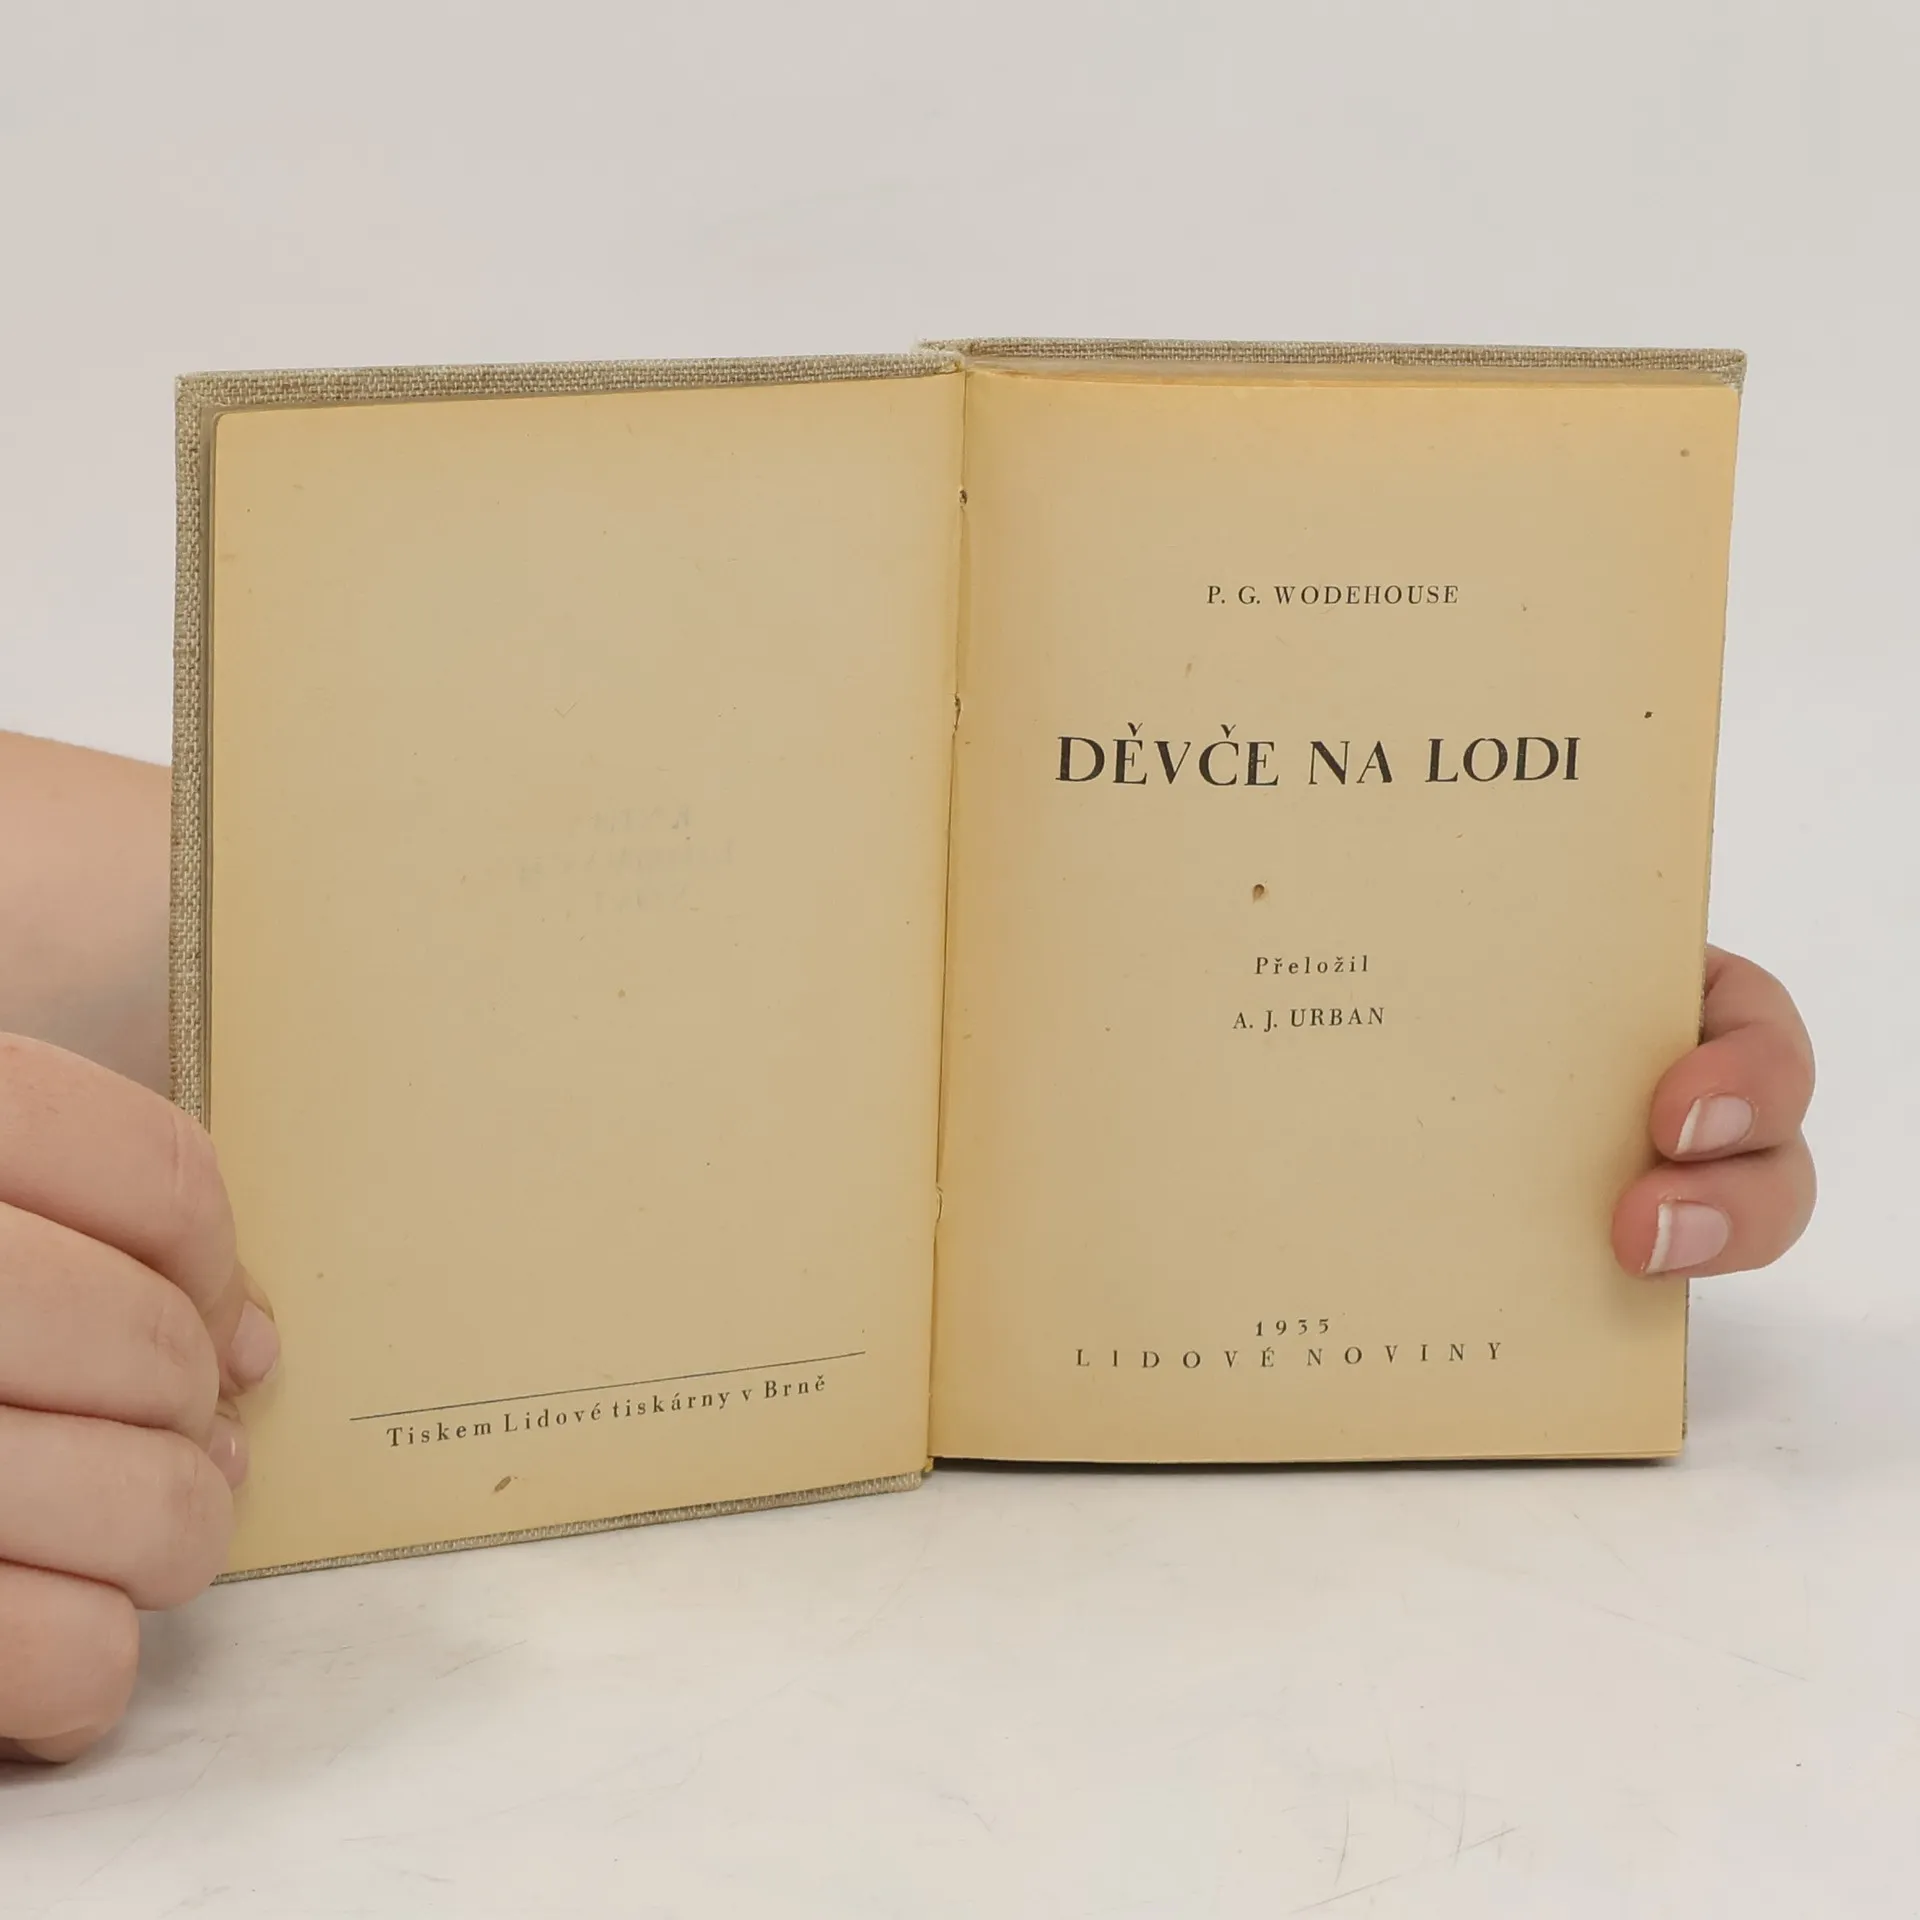 Tiskem Lidové tiskárny v Brně
P. G. WODEHOUSE
DĚVČE NA LODI
Přeložil
A. J. URBAN
1935
LIDOVÉ NOVINY